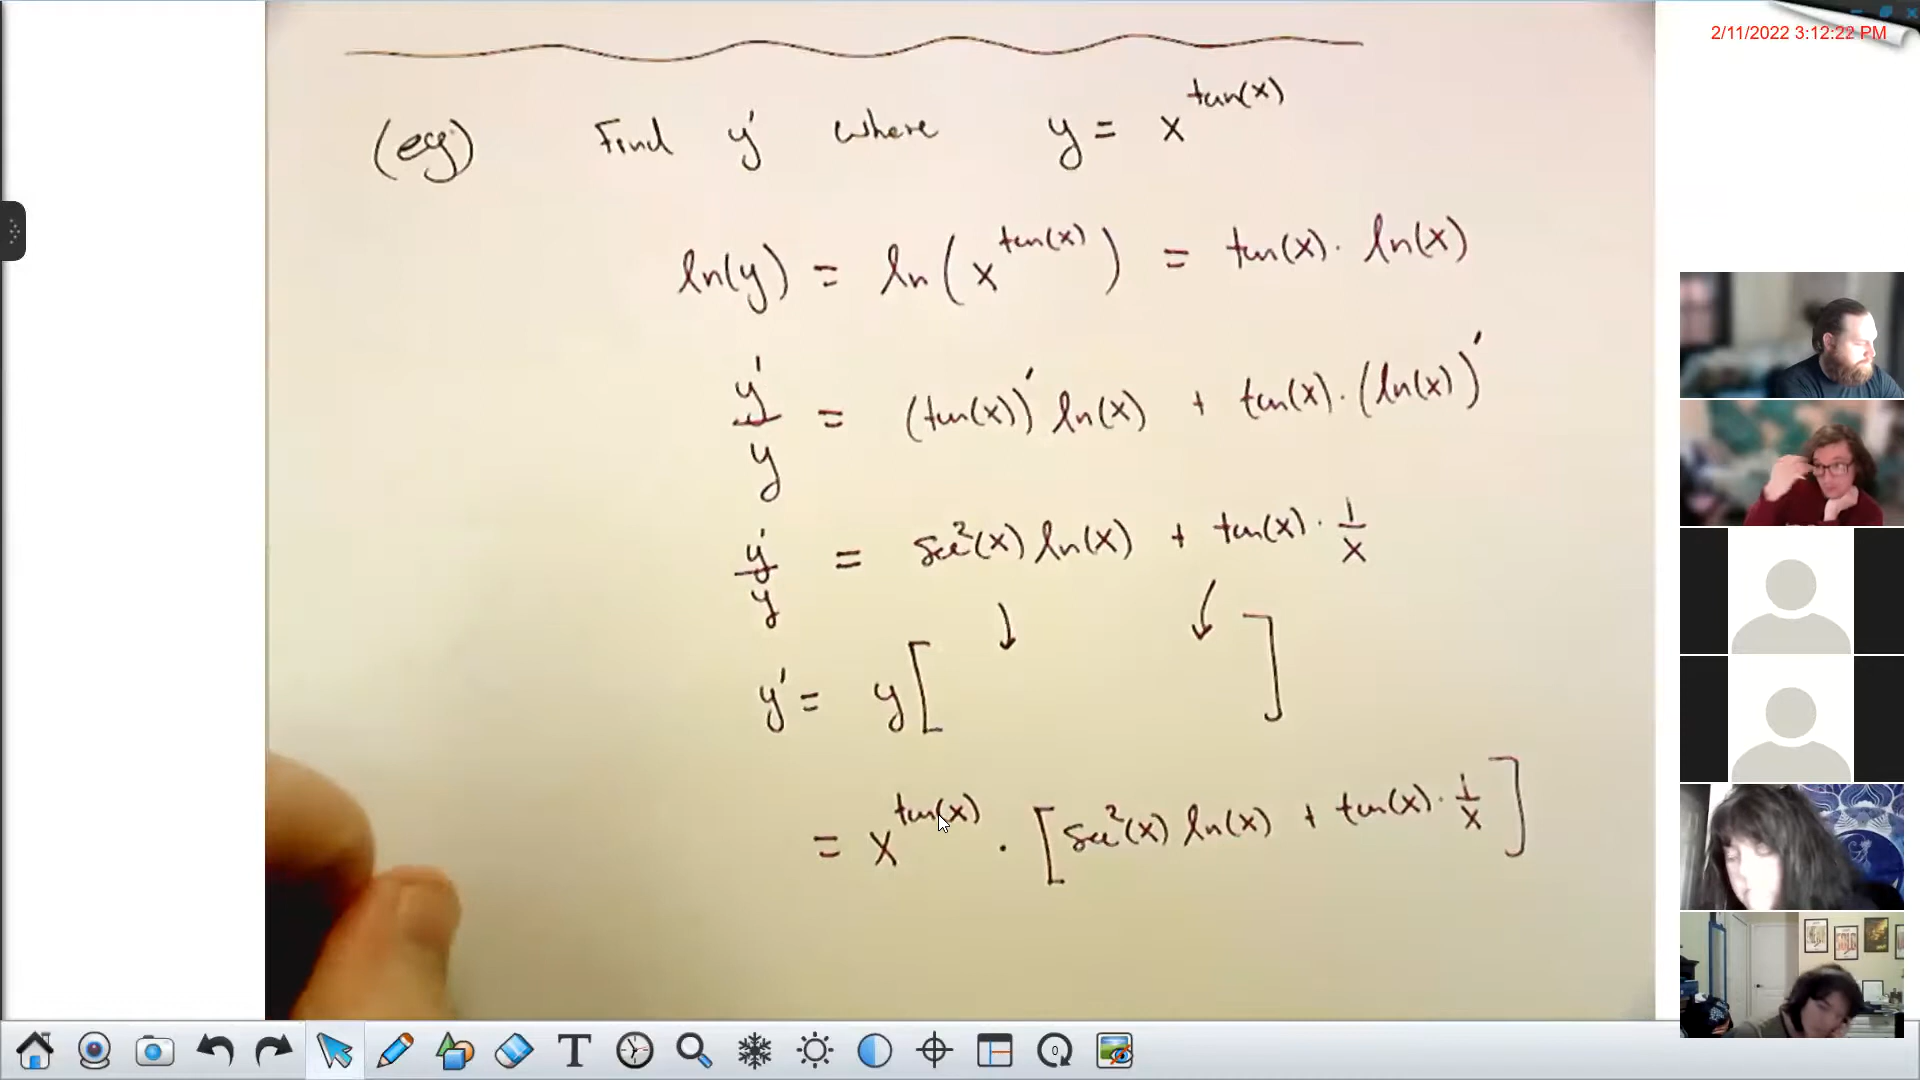 2/11/2022 3:12:22 PM
(eg) Find y' where y = x^tan(x)
ln(y) = ln(x^tan(x)) = tan(x) · ln(x)
y'/y = (tan(x))' ln(x) + tan(x) · (ln(x))'
y'/y = sec²(x) ln(x) + tan(x) · 1/x
↓ ↓
y' = y[ ]
= x^tan(x) · [sec²(x) ln(x) + tan(x) · 1/x]
T
0